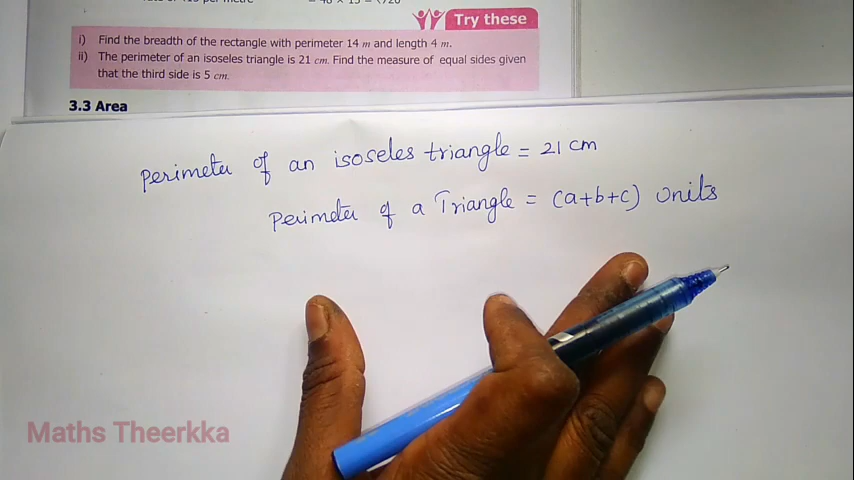 Try these
i) Find the breadth of the rectangle with perimeter 14 m and length 4 m.
ii) The perimeter of an isoseles triangle is 21 cm. Find the measure of equal sides given
that the third side is 5 cm.
3.3 Area
Perimeter of an isoseles triangle = 21 cm
Perimeter of a Triangle = (a+b+c) Units
Maths Theerkka